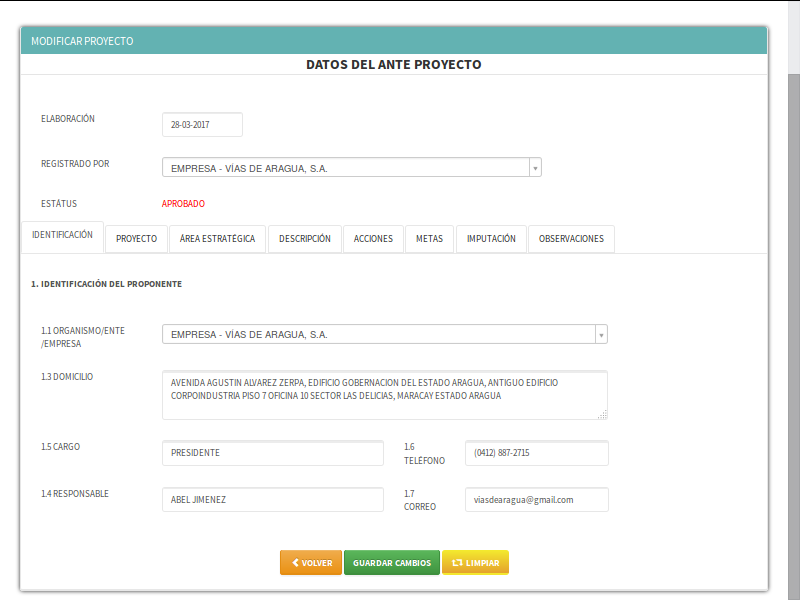 MODIFICAR PROYECTO
DATOS DEL ANTE PROYECTO
ELABORACIÓN 28-03-2017
REGISTRADO POR EMPRESA - VÍAS DE ARAGUA, S.A.
ESTÁTUS APROBADO
IDENTIFICACIÓN PROYECTO ÁREA ESTRATÉGICA DESCRIPCIÓN ACCIONES METAS IMPUTACIÓN OBSERVACIONES
1. IDENTIFICACIÓN DEL PROPONENTE
1.1 ORGANISMO/ENTE
/EMPRESA
EMPRESA - VÍAS DE ARAGUA, S.A.
1.3 DOMICILIO
AVENIDA AGUSTIN ALVAREZ ZERPA, EDIFICIO GOBERNACION DEL ESTADO ARAGUA, ANTIGUO EDIFICIO
CORPOINDUSTRIA PISO 7 OFICINA 10 SECTOR LAS DELICIAS, MARACAY ESTADO ARAGUA
1.5 CARGO PRESIDENTE
1.6
TELÉFONO
(0412) 887-2715
1.4 RESPONSABLE ABEL JIMENEZ
1.7
CORREO
viasdearagua@gmail.com
VOLVER GUARDAR CAMBIOS LIMPIAR